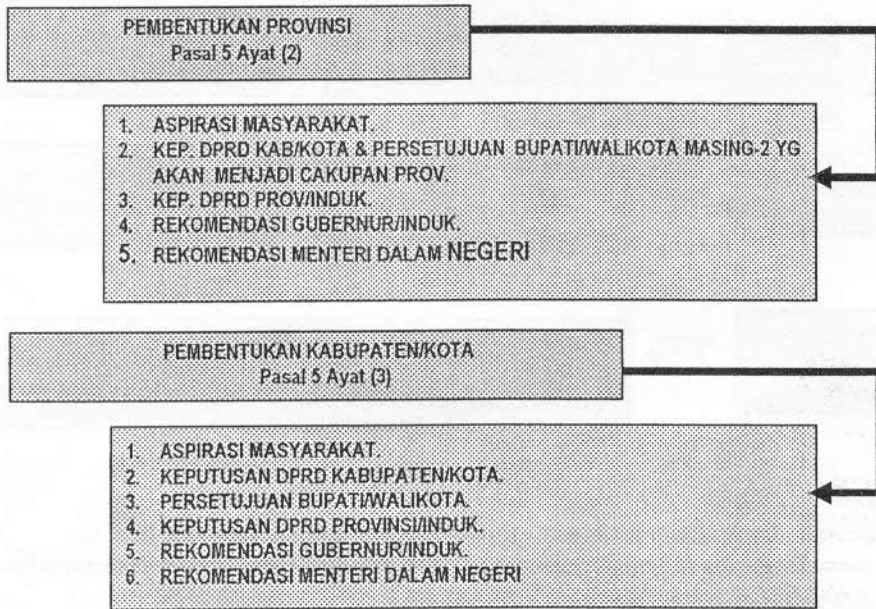 PEMBENTUKAN PROVINSI
Pasal 5 Ayat (2)
1. ASPIRASI MASYARAKAT.
2. KEP. DPRD KAB/KOTA & PERSETUJUAN BUPATI/WALIKOTA MASING-2 YG
AKAN MENJADI CAKUPAN PROV.
3. KEP. DPRD PROV/INDUK.
4. REKOMENDASI GUBERNUR/INDUK.
5. REKOMENDASI MENTERI DALAM NEGERI
PEMBENTUKAN KABUPATEN/KOTA
Pasal 5 Ayat (3)
1. ASPIRASI MASYARAKAT.
2. KEPUTUSAN DPRD KABUPATEN/KOTA.
3. PERSETUJUAN BUPATI/WALIKOTA.
4. KEPUTUSAN DPRD PROVINSI/INDUK.
5. REKOMENDASI GUBERNUR/INDUK.
6. REKOMENDASI MENTERI DALAM NEGERI